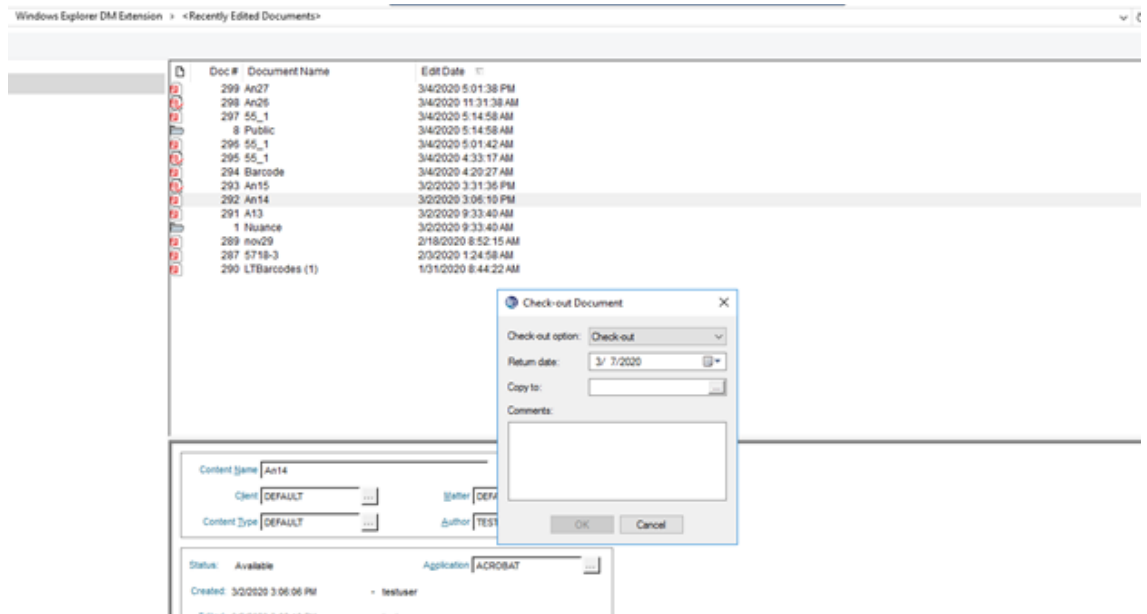 Windows Explorer DM Extension > <Recently Edited Documents>
Doc # Document Name Edit Date
299 An27 3/4/2020 5:01:38 PM
298 An26 3/4/2020 11:31:38 AM
297 55_1 3/4/2020 5:14:58 AM
8 Public 3/4/2020 5:14:58 AM
296 55_1 3/4/2020 5:01:42 AM
295 55_1 3/4/2020 4:33:17 AM
294 Barcode 3/4/2020 4:20:27 AM
293 An15 3/2/2020 3:31:36 PM
292 An14 3/2/2020 3:06:10 PM
291 A13 3/2/2020 9:33:40 AM
1 Nuance 3/2/2020 9:33:40 AM
289 nov29 2/18/2020 8:52:15 AM
287 5718-3 2/3/2020 1:24:58 AM
290 LTBarcodes (1) 1/31/2020 8:44:22 AM
Check-out Document
Check-out option: Check-out
Return date: 3/ 7/2020
Copy to: ...
Comments:
OK Cancel
Content Name An14
Client DEFAULT ... Matter DEFA
Content Type DEFAULT ... Author TEST
Status: Available Application ACROBAT ...
Created: 3/2/2020 3:06:06 PM - testuser